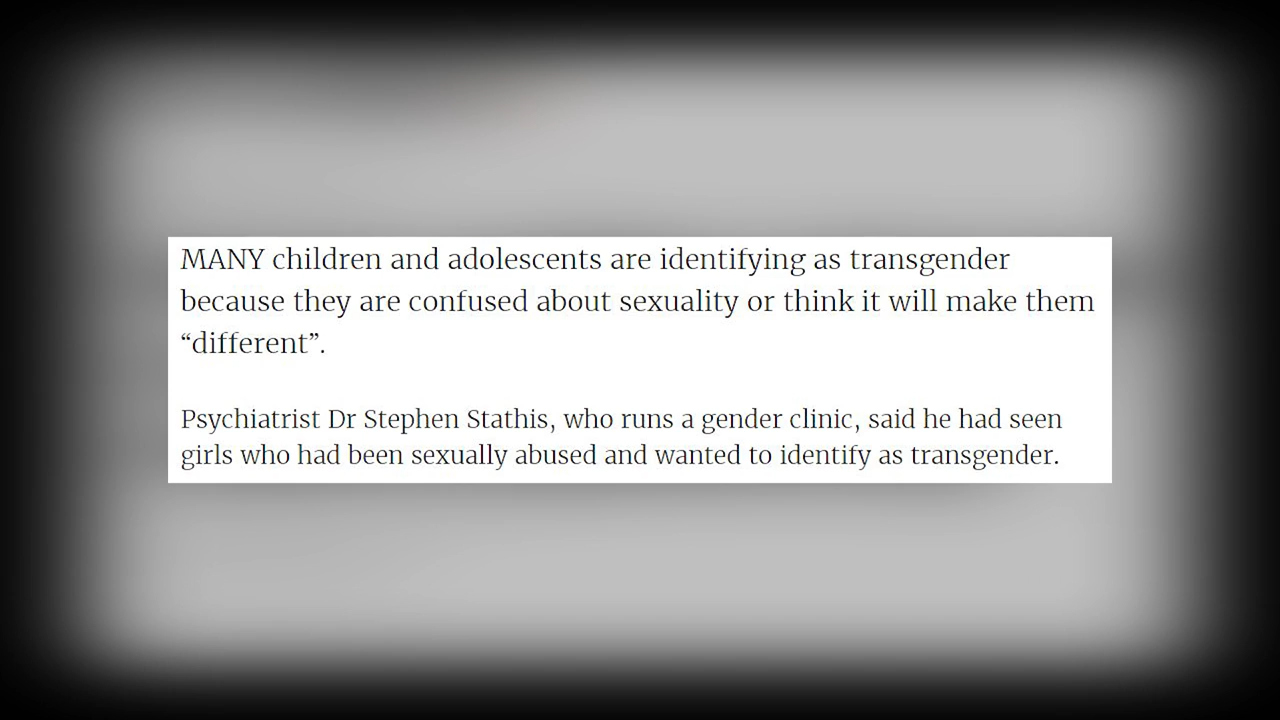 MANY children and adolescents are identifying as transgender
because they are confused about sexuality or think it will make them
“different”.
Psychiatrist Dr Stephen Stathis, who runs a gender clinic, said he had seen
girls who had been sexually abused and wanted to identify as transgender.